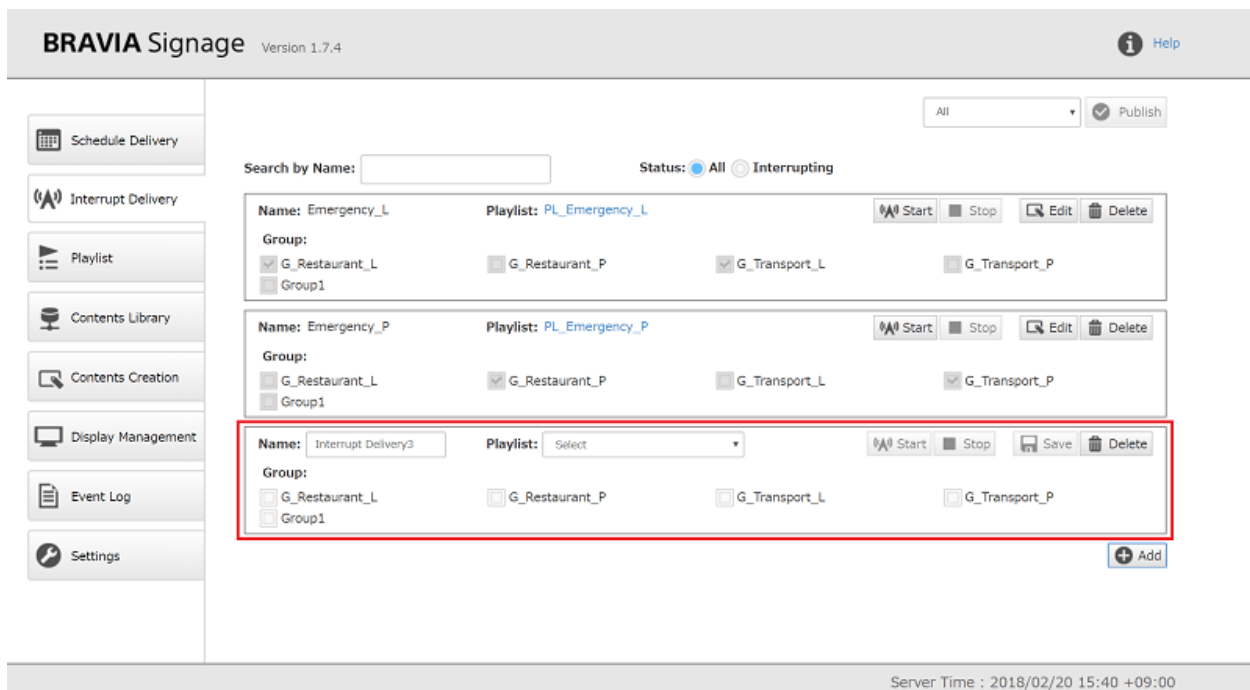 BRAVIA Signage Version 1.7.4 Help
All Publish
Schedule Delivery
Interrupt Delivery
Playlist
Contents Library
Contents Creation
Display Management
Event Log
Settings
Search by Name: Status: All Interrupting
Name: Emergency_L Playlist: PL_Emergency_L Start Stop Edit Delete
Group:
G_Restaurant_L G_Restaurant_P G_Transport_L G_Transport_P
Group1
Name: Emergency_P Playlist: PL_Emergency_P Start Stop Edit Delete
Group:
G_Restaurant_L G_Restaurant_P G_Transport_L G_Transport_P
Group1
Name: Interrupt Delivery3 Playlist: Select Start Stop Save Delete
Group:
G_Restaurant_L G_Restaurant_P G_Transport_L G_Transport_P
Group1
Add
Server Time : 2018/02/20 15:40 +09:00